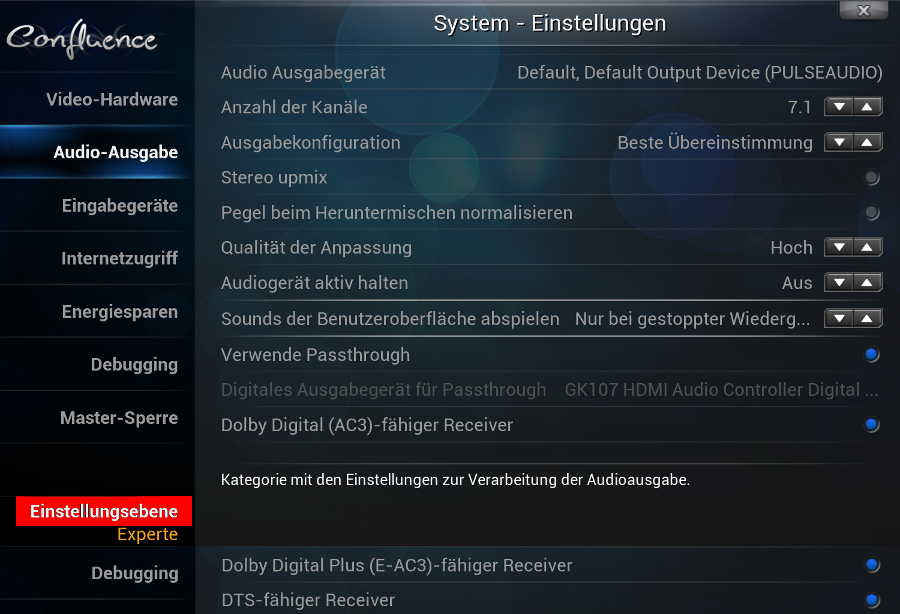 System - Einstellungen
X
Confluence
Video-Hardware
Audio-Ausgabe
Eingabegeräte
Internetzugriff
Energiesparen
Debugging
Master-Sperre
Einstellungsebene
Experte
Debugging
Audio Ausgabegerät Default, Default Output Device (PULSEAUDIO)
Anzahl der Kanäle 7.1
Ausgabekonfiguration Beste Übereinstimmung
Stereo upmix
Pegel beim Heruntermischen normalisieren
Qualität der Anpassung Hoch
Audiogerät aktiv halten Aus
Sounds der Benutzeroberfläche abspielen Nur bei gestoppter Wiederg...
Verwende Passthrough
Digitales Ausgabegerät für Passthrough GK107 HDMI Audio Controller Digital ...
Dolby Digital (AC3)-fähiger Receiver
Kategorie mit den Einstellungen zur Verarbeitung der Audioausgabe.
Dolby Digital Plus (E-AC3)-fähiger Receiver
DTS-fähiger Receiver